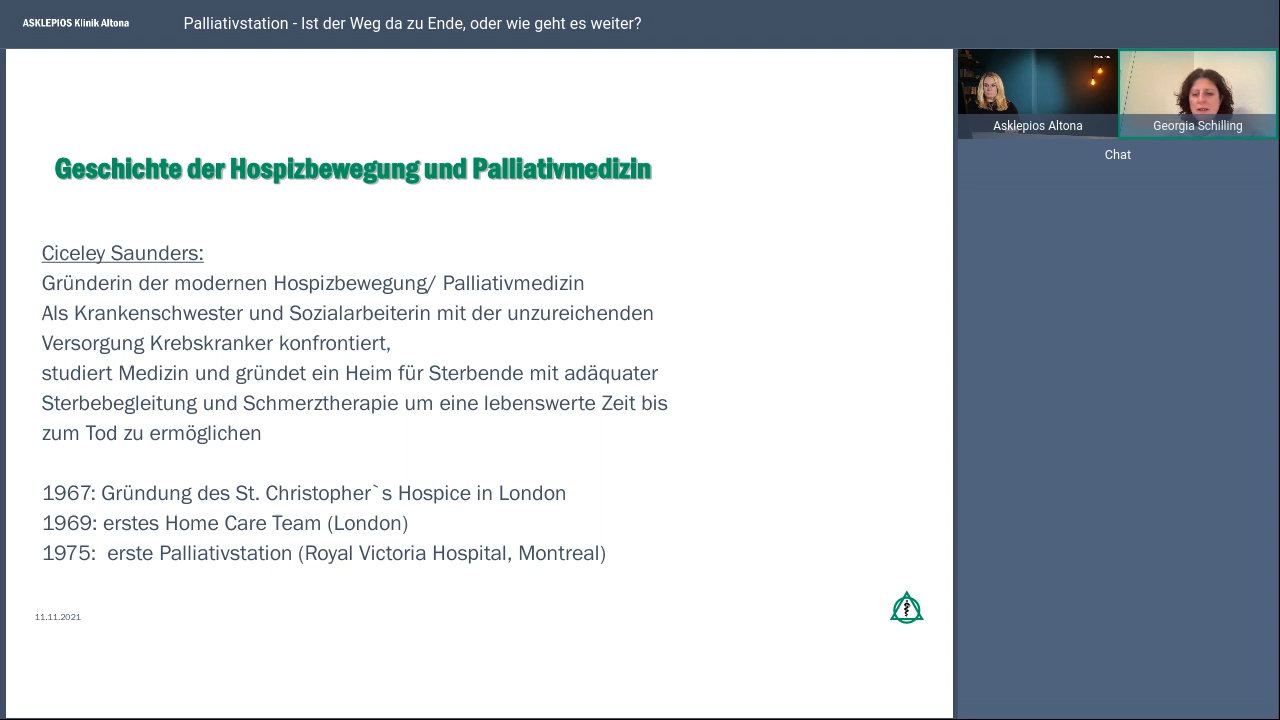 ASKLEPIOS Klinik Altona
Palliativstation - Ist der Weg da zu Ende, oder wie geht es weiter?
Asklepios Altona
Georgia Schilling
Chat
Geschichte der Hospizbewegung und Palliativmedizin
Ciceley Saunders:
Gründerin der modernen Hospizbewegung/ Palliativmedizin
Als Krankenschwester und Sozialarbeiterin mit der unzureichenden
Versorgung Krebskranker konfrontiert,
studiert Medizin und gründet ein Heim für Sterbende mit adäquater
Sterbebegleitung und Schmerztherapie um eine lebenswerte Zeit bis
zum Tod zu ermöglichen
1967: Gründung des St. Christopher`s Hospice in London
1969: erstes Home Care Team (London)
1975:  erste Palliativstation (Royal Victoria Hospital, Montreal)
11.11.2021